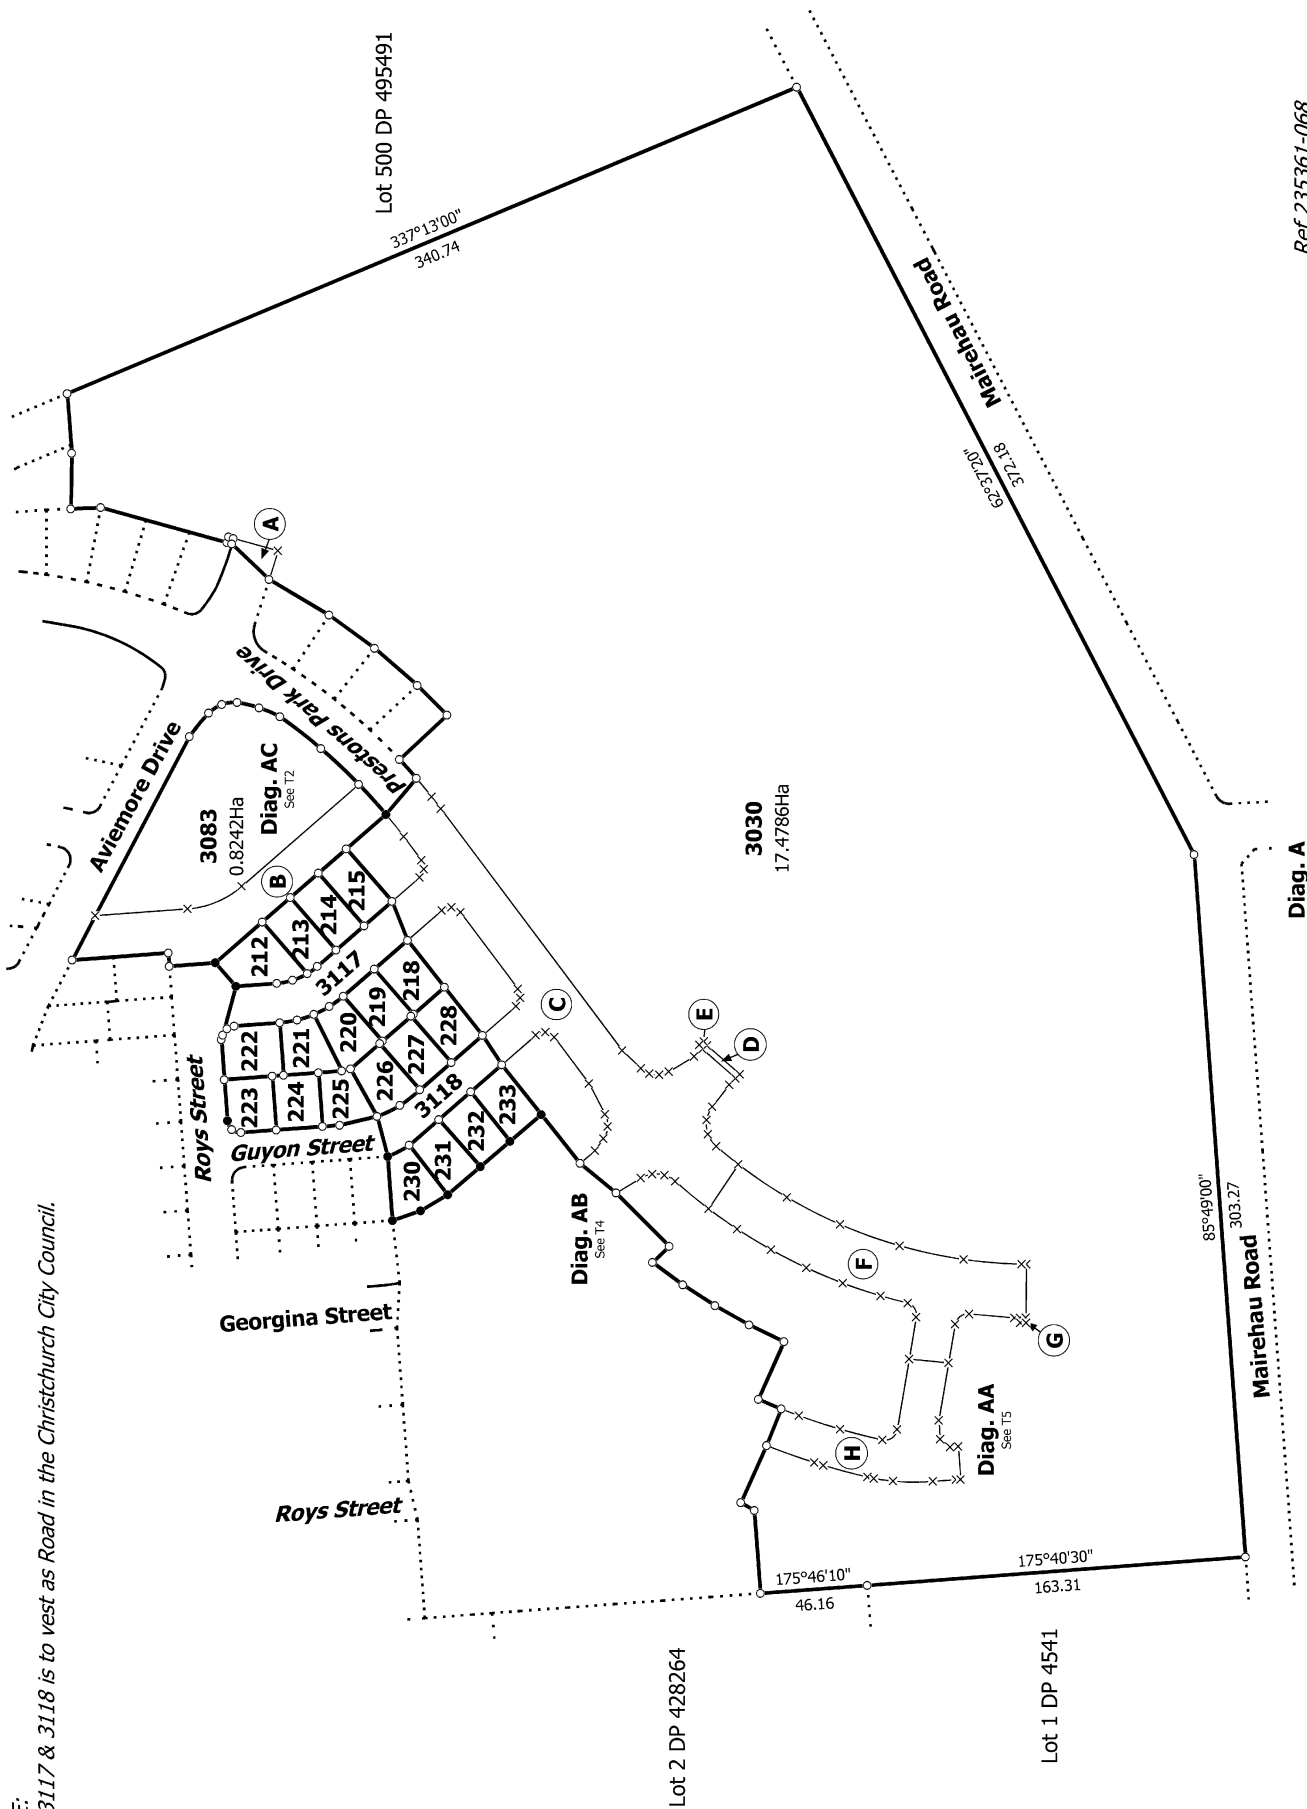 E:
3117 & 3118 is to vest as Road in the Christchurch City Council.
Lot 500 DP 495491
337°13'00"
340.74
Aviemore Drive
Prestons Park Drive
A
3083
0.8242Ha
Diag. AC
See T2
B
212
213
214
215
3117
218
219
220
221
222
223
224
225
226
227
228
3118
230
231
232
233
Roys Street
Guyon Street
Georgina Street
Roys Street
C
E
D
F
G
H
3030
17.4786Ha
Diag. AB
See T4
Diag. AA
See T5
Mairehau Road
62°37'20"
372.18
85°49'00"
303.27
Mairehau Road
175°46'10"
46.16
175°40'30"
163.31
Lot 2 DP 428264
Lot 1 DP 4541
Diag. A
Ref 235361-068